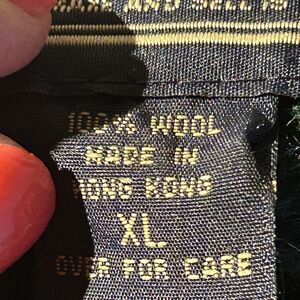 100% WOOL
MADE IN
HONG KONG
XL
OVER FOR CARE